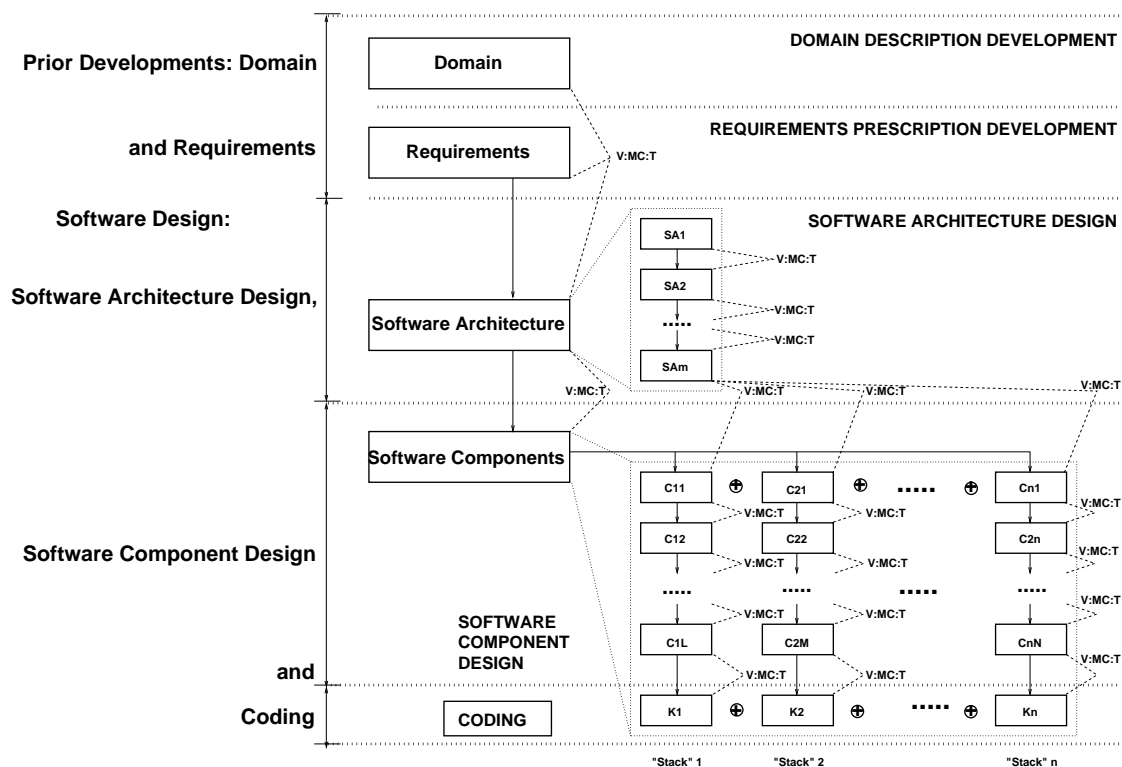 DOMAIN DESCRIPTION DEVELOPMENT
Prior Developments: Domain
Domain
REQUIREMENTS PRESCRIPTION DEVELOPMENT
and Requirements
Requirements
V:MC:T
Software Design:
SOFTWARE ARCHITECTURE DESIGN
SA1
V:MC:T
SA2
Software Architecture Design,
V:MC:T
Software Architecture
.....
V:MC:T
SAm
V:MC:T
V:MC:T
V:MC:T
V:MC:T
Software Components
C11
⊕
C21
⊕
.....
⊕
Cn1
V:MC:T
V:MC:T
V:MC:T
C12
C22
C2n
Software Component Design
V:MC:T
V:MC:T
V:MC:T
.....
.....
.....
.....
V:MC:T
V:MC:T
V:MC:T
SOFTWARE
COMPONENT
DESIGN
C1L
C2M
CnN
and
V:MC:T
V:MC:T
V:MC:T
Coding
CODING
K1
⊕
K2
⊕
.....
⊕
Kn
"Stack" 1
"Stack" 2
"Stack" n